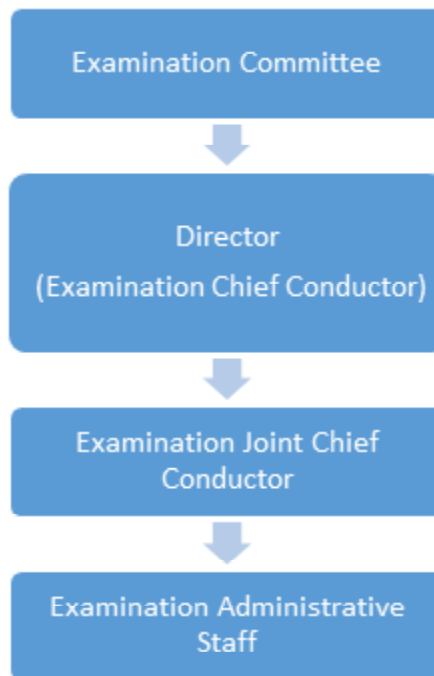 Examination Committee
Director
(Examination Chief Conductor)
Examination Joint Chief
Conductor
Examination Administrative
Staff